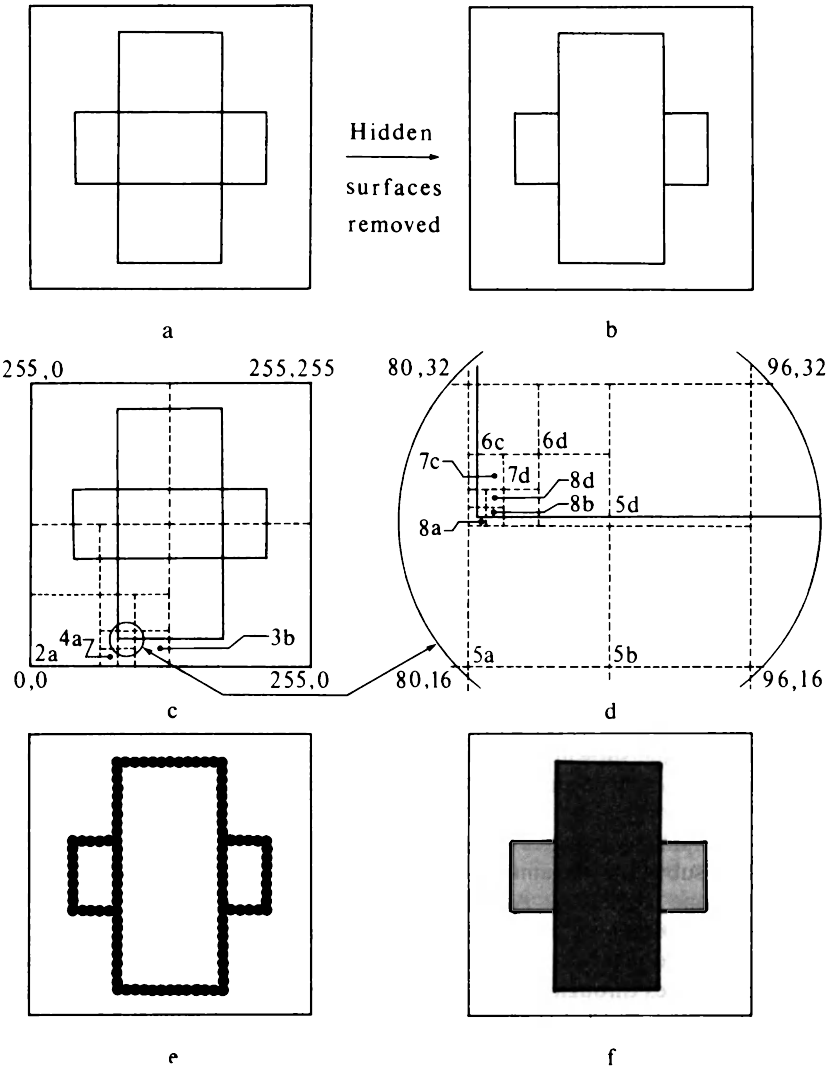 Hidden
surfaces
removed
a
b
255,0
255,255
80,32
96,32
6c
6d
7c
7d
8d
8b
5d
8a
4a
3b
2a
5a
5b
0,0
255,0
80,16
96,16
c
d
e
f